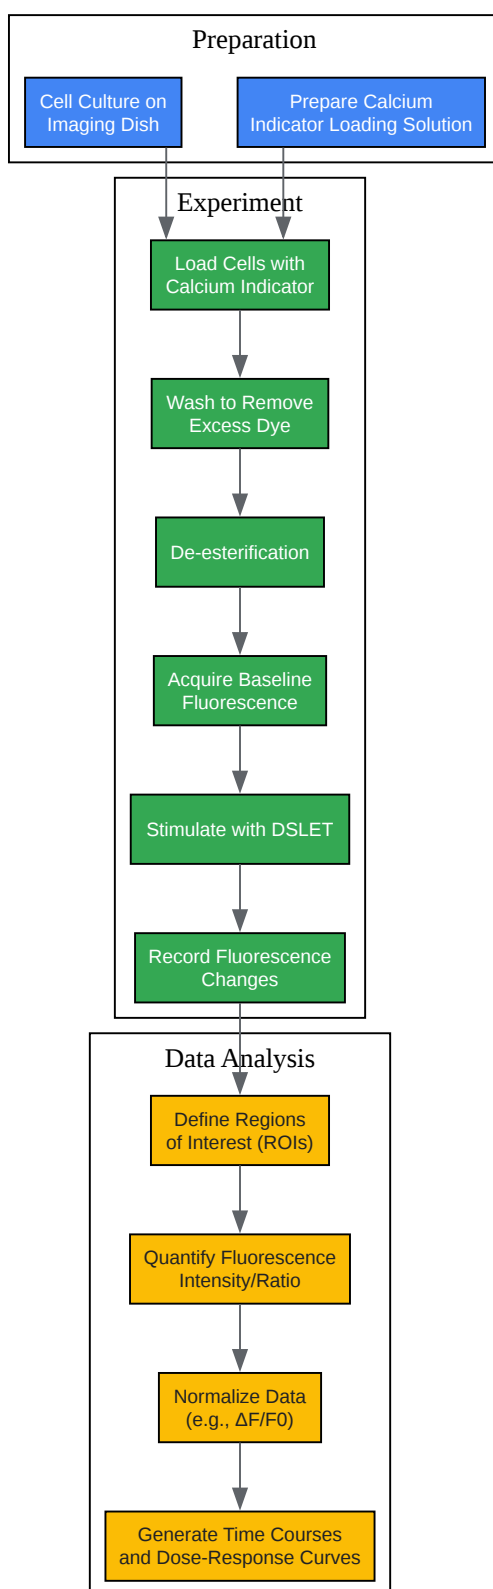 Preparation
Cell Culture on
Imaging Dish
Prepare Calcium
Indicator Loading Solution
Experiment
Load Cells with
Calcium Indicator
Wash to Remove
Excess Dye
De-esterification
Acquire Baseline
Fluorescence
Stimulate with DSLET
Record Fluorescence
Changes
Data Analysis
Define Regions
of Interest (ROIs)
Quantify Fluorescence
Intensity/Ratio
Normalize Data
(e.g., ΔF/F0)
Generate Time Courses
and Dose-Response Curves